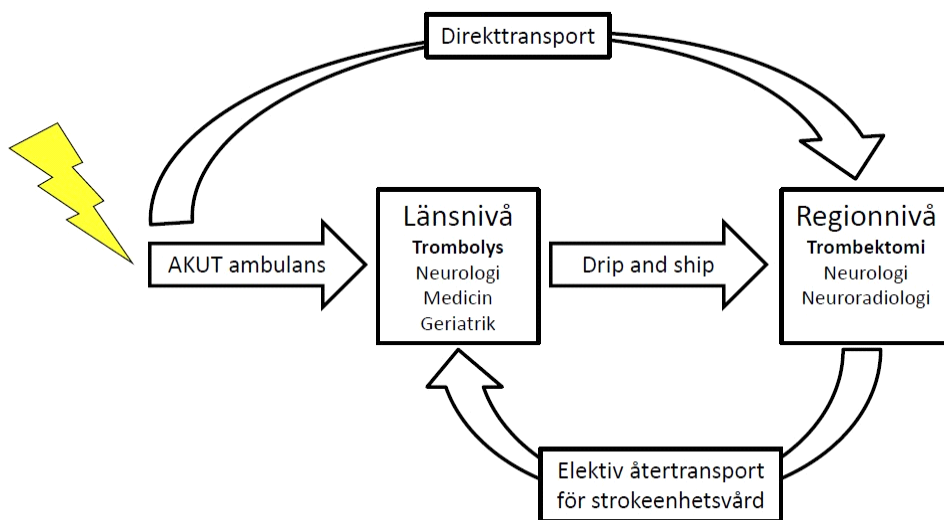 Direkttransport
AKUT ambulans
Länsnivå
Trombolys
Neurologi
Medicin
Geriatrik
Drip and ship
Regionnivå
Trombektomi
Neurologi
Neuroradiologi
Elektiv återtransport
för strokeenhetsvård